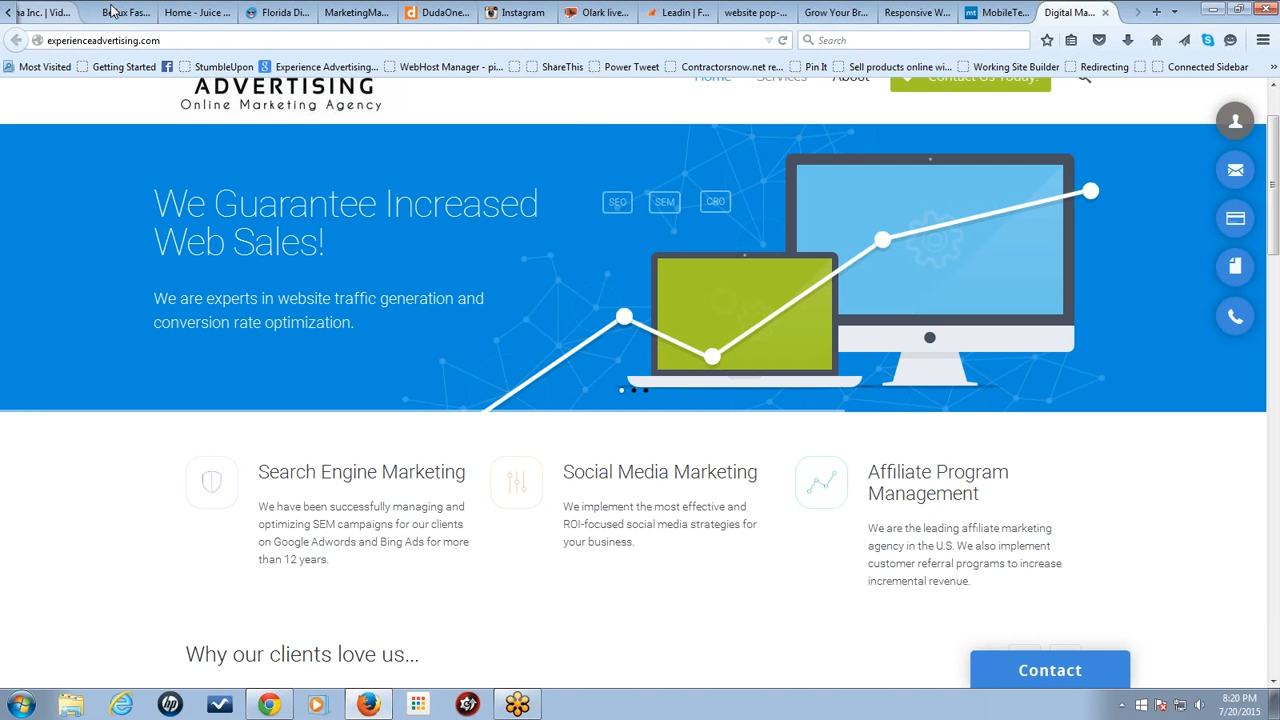 na Inc. | Vid... Be x Fas... Home - Juice ... Florida Di... MarketingMa... DudaOne... Instagram Olark live... Leadin | F... website pop-... Grow Your Br... Responsive W... mt MobileTe... Digital Ma...
experienceadvertising.com Search
Most Visited Getting Started StumbleUpon Experience Advertising... WebHost Manager - pi... ShareThis Power Tweet Contractorsnow.net re... Pin It Sell products online wi... Working Site Builder Redirecting Connected Sidebar
ADVERTISING
Online Marketing Agency
Home Services About Contact Us Today!
We Guarantee Increased
Web Sales!
SEO SEM CRO
We are experts in website traffic generation and
conversion rate optimization.
Search Engine Marketing
We have been successfully managing and
optimizing SEM campaigns for our clients
on Google Adwords and Bing Ads for more
than 12 years.
Social Media Marketing
We implement the most effective and
ROI-focused social media strategies for
your business.
Affiliate Program
Management
We are the leading affiliate marketing
agency in the U.S. We also implement
customer referral programs to increase
incremental revenue.
Why our clients love us...
Contact
8:20 PM
7/20/2015